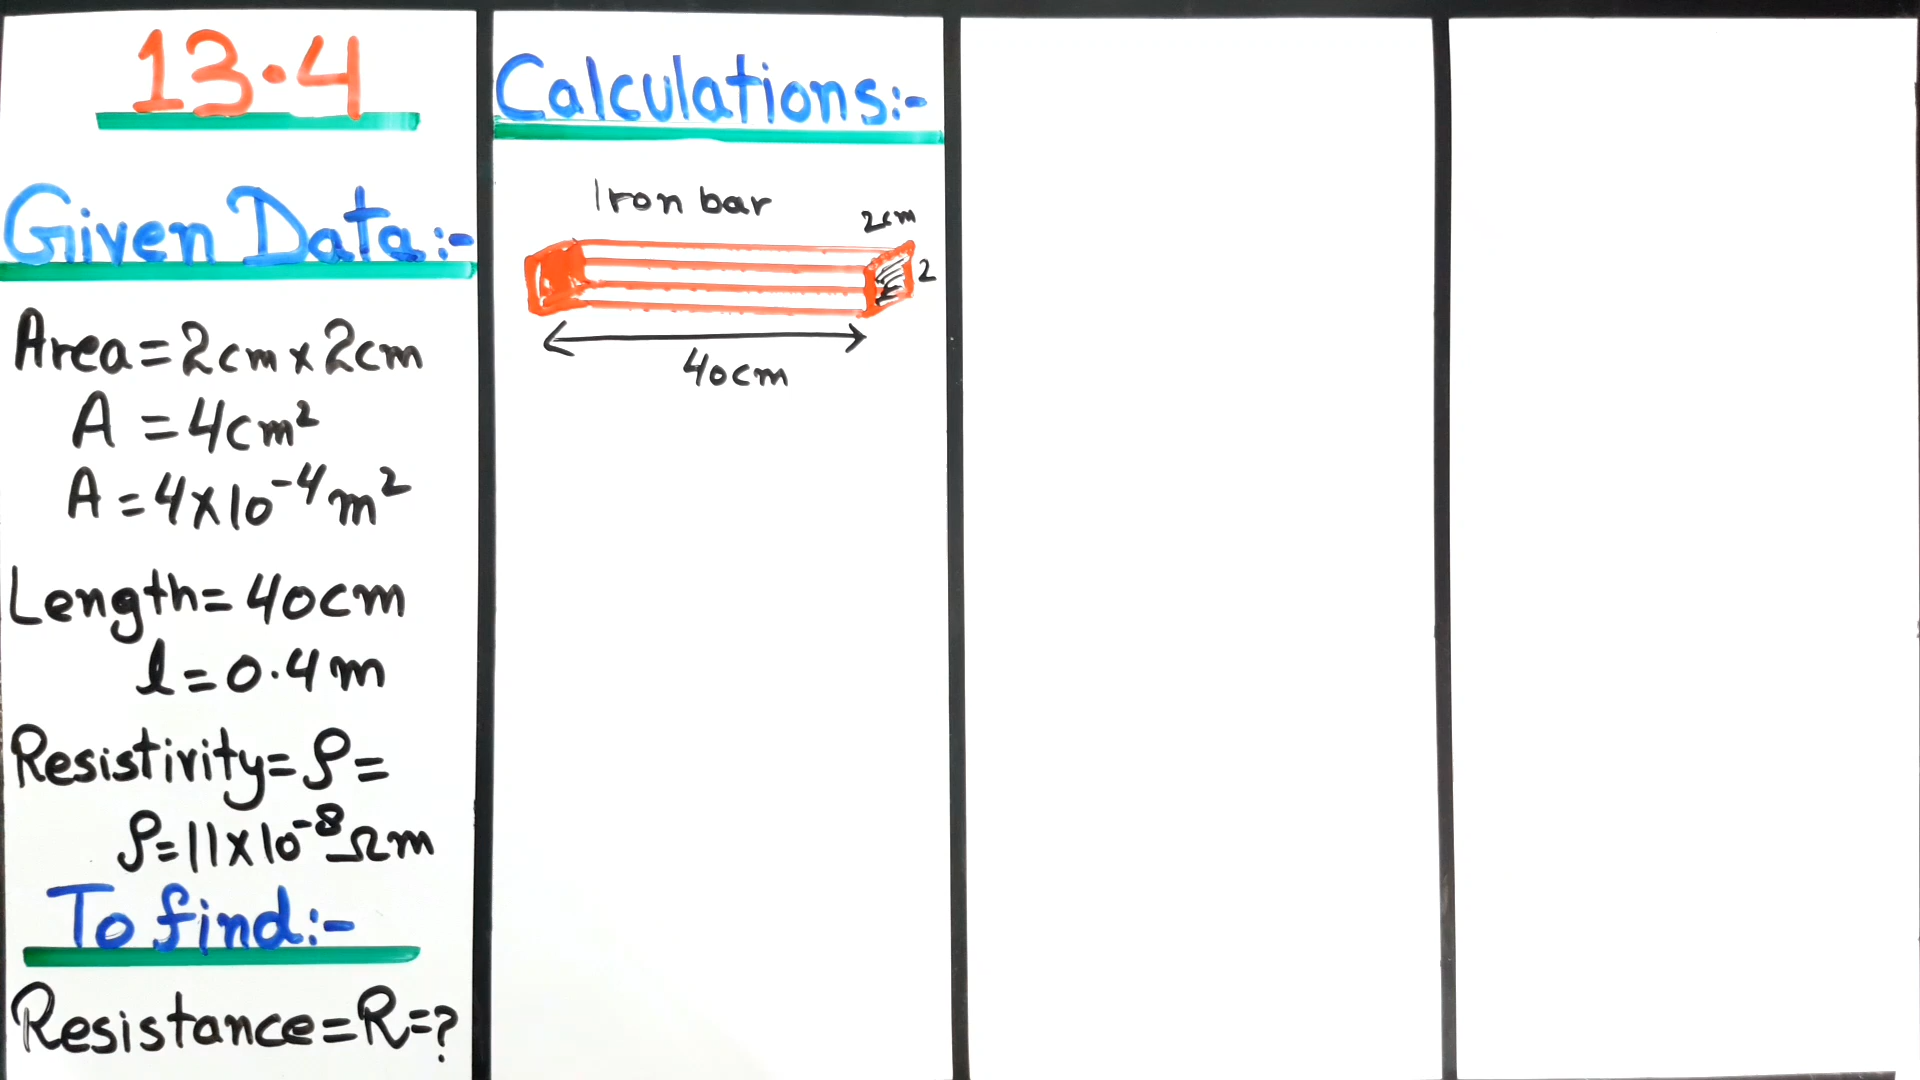 13.4
Given Data:-
Area = 2cm x 2cm
A = 4cm²
A = 4x10⁻⁴m²
Length = 40cm
l = 0.4m
Resistivity = ρ =
ρ = 11x10⁻⁸Ωm
To find:-
Resistance = R = ?
Calculations:-
Iron bar
2cm
2
40cm